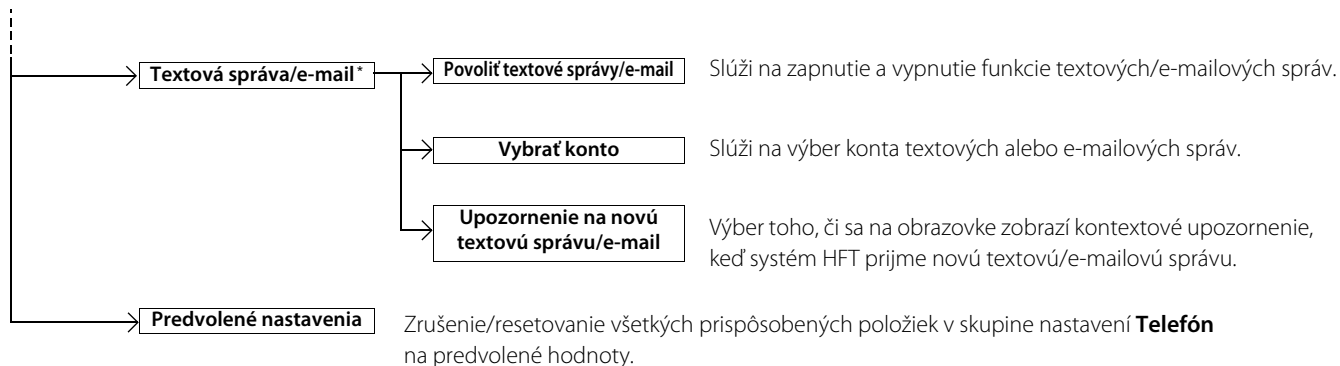 Textová správa/e-mail*
Povoliť textové správy/e-mail
Slúži na zapnutie a vypnutie funkcie textových/e-mailových správ.
Vybrať konto
Slúži na výber konta textových alebo e-mailových správ.
Upozornenie na novú
textovú správu/e-mail
Výber toho, či sa na obrazovke zobrazí kontextové upozornenie,
keď systém HFT prijme novú textovú/e-mailovú správu.
Predvolené nastavenia
Zrušenie/resetovanie všetkých prispôsobených položiek v skupine nastavení Telefón
na predvolené hodnoty.